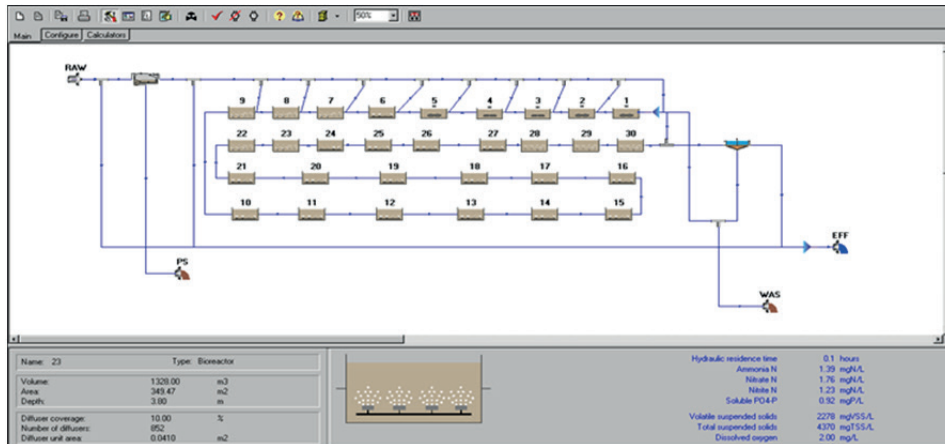 50%
Main Configure Calculators
RAW
9 8 7 6 5 4 3 2 1
22 23 24 25 26 27 28 29 30
21 20 19 18 17 16
10 11 12 13 14 15
EFF
PS
WAS
Name: 23 Type: Bioreactor
Volume: 1328.00 m3
Area: 349.47 m2
Depth: 3.80 m
Diffuser coverage: 10.00 %
Number of diffusers: 852
Diffuser unit area: 0.0410 m2
Hydraulic residence time 0.1 hours
Ammonia N 1.39 mgN/L
Nitrate N 1.76 mgN/L
Nitrite N 1.23 mgN/L
Soluble PO4-P 0.92 mgP/L
Volatile suspended solids 2278 mgVSS/L
Total suspended solids 4370 mgTSS/L
Dissolved oxygen 2.00 mg/L